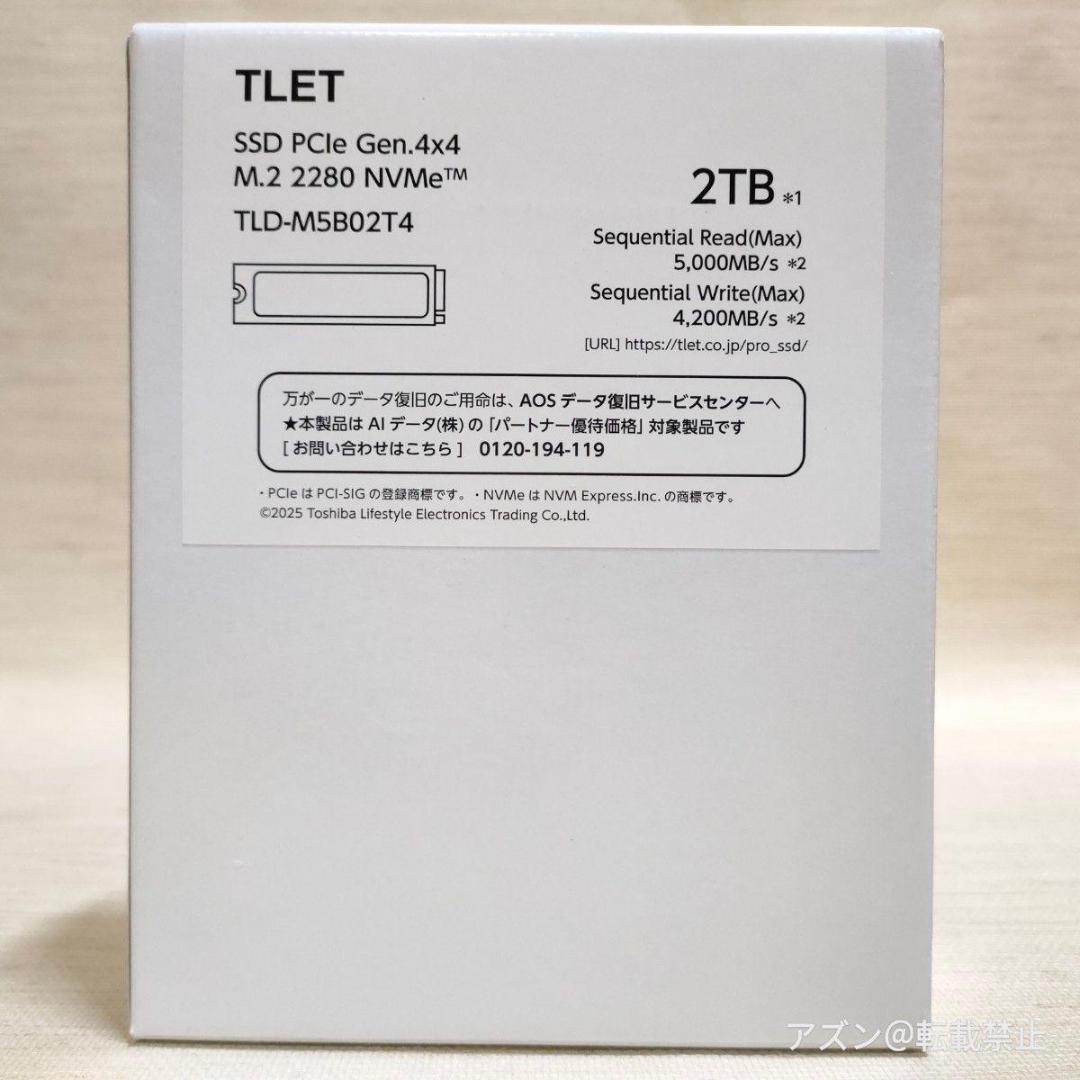 TLET
SSD PCIe Gen.4x4
M.2 2280 NVMe™
TLD-M5B02T4
2TB *1
Sequential Read(Max)
5,000MB/s *2
Sequential Write(Max)
4,200MB/s *2
[URL] https://tlet.co.jp/pro_ssd/
万が一のデータ復旧のご用命は、AOS データ復旧サービスセンターへ
★本製品は AI データ(株) の「パートナー優待価格」対象製品です
[ お問い合わせはこちら ] 0120-194-119
・PCIe は PCI-SIG の登録商標です。・NVMe は NVM Express.Inc. の商標です。
©2025 Toshiba Lifestyle Electronics Trading Co.,Ltd.
アズン@転載禁止